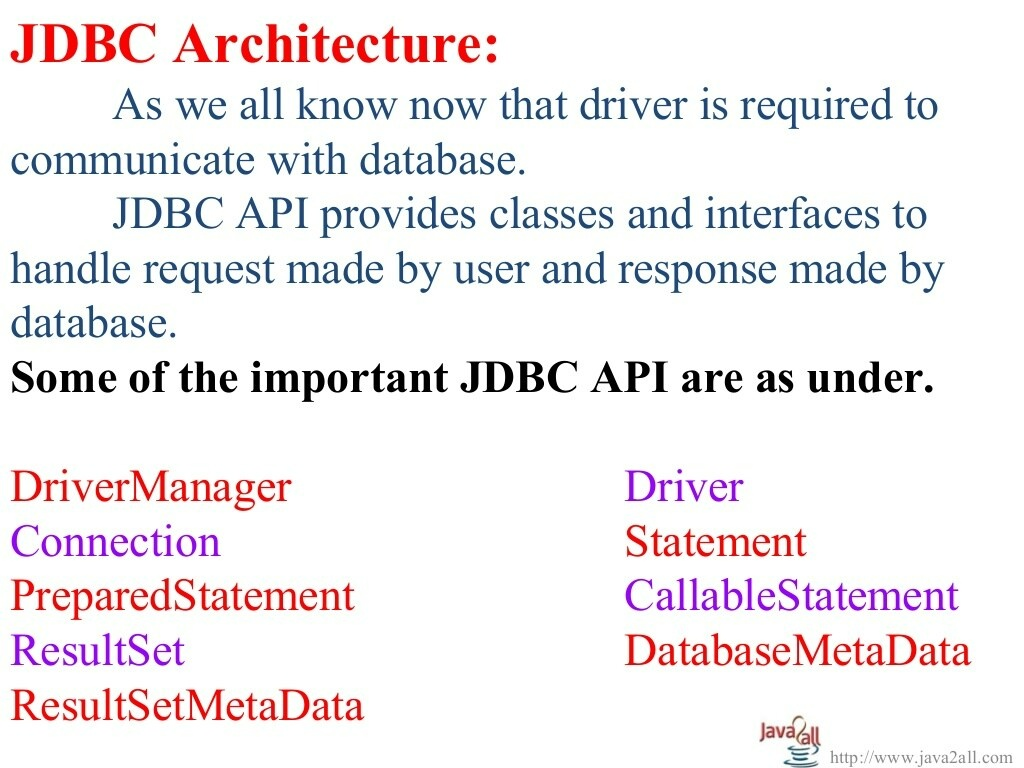 JDBC Architecture:
As we all know now that driver is required to
communicate with database.
JDBC API provides classes and interfaces to
handle request made by user and response made by
database.
Some of the important JDBC API are as under.
DriverManager Driver
Connection Statement
PreparedStatement CallableStatement
ResultSet DatabaseMetaData
ResultSetMetaData
Java2all
http://www.java2all.com